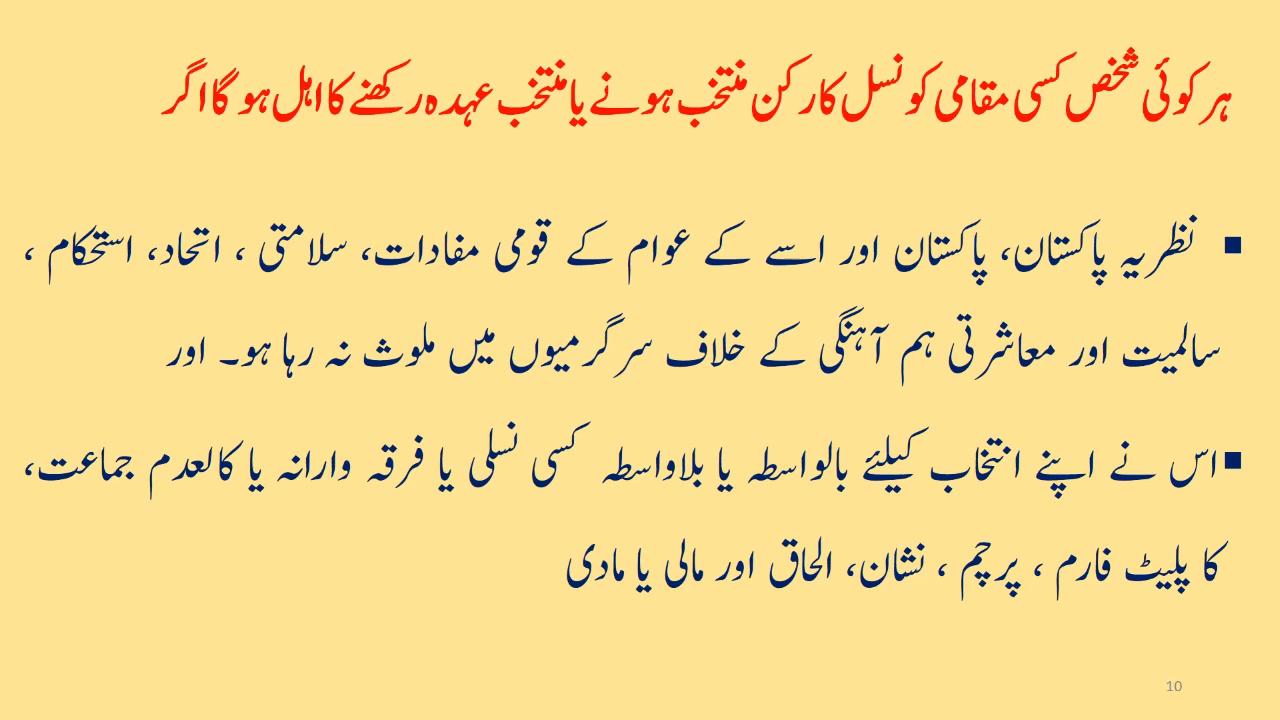 ہر کوئی شخص کسی مقامی کونسل کا رکن منتخب ہونے یا منتخب عہدہ رکھنے کا اہل ہو گا اگر
▪ نظریہ پاکستان، پاکستان اور اسے کے عوام کے قومی مفادات، سلامتی ، اتحاد، استحکام ،
سالمیت اور معاشرتی ہم آہنگی کے خلاف سرگرمیوں میں ملوث نہ رہا ہو۔ اور
▪ اس نے اپنے انتخاب کیلئے بالواسطہ یا بلاواسطہ کسی نسلی یا فرقہ وارانہ یا کالعدم جماعت،
کا پلیٹ فارم ، پرچم ، نشان، الحاق اور مالی یا مادی
10